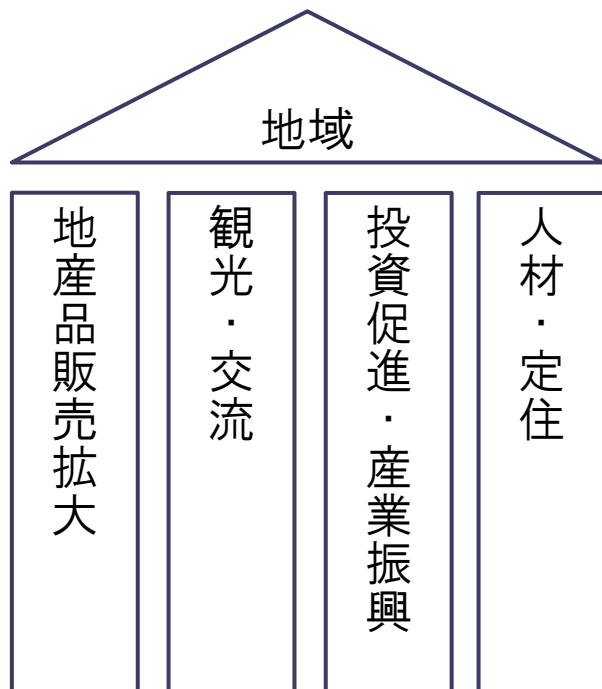 地域
地産品販売拡大
観光・交流
投資促進・産業振興
人材・定住